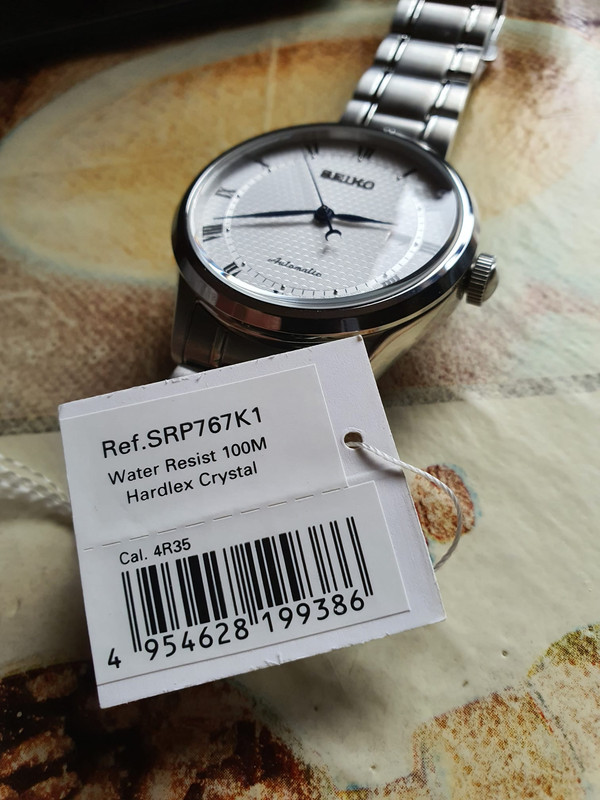 SEIKO
Automatic
Ref.SRP767K1
Water Resist 100M
Hardlex Crystal
Cal. 4R35
4 954628 199386